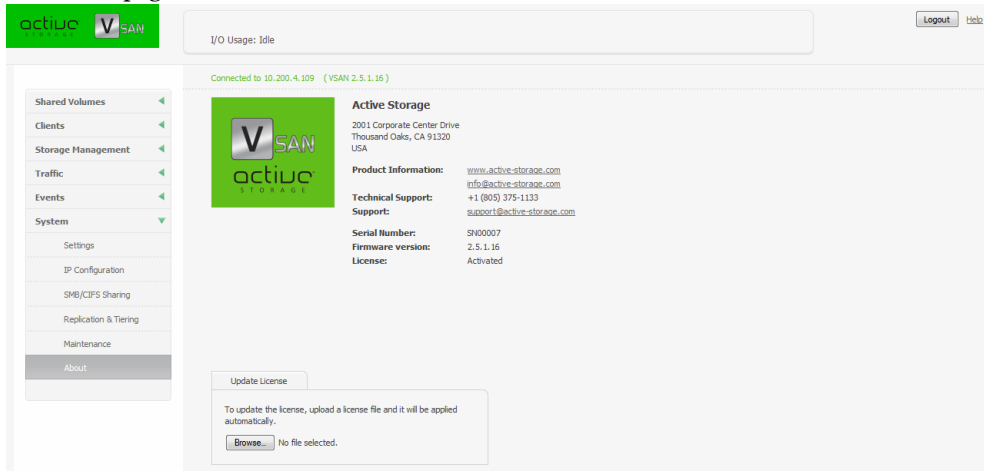 active
STORAGE
V SAN
I/O Usage: Idle
Logout
Help
Connected to 10.200.4.109 ( VSAN 2.5.1.16 )
Shared Volumes
Clients
Storage Management
Traffic
Events
System
Settings
IP Configuration
SMB/CIFS Sharing
Replication & Tiering
Maintenance
About
V SAN
active
STORAGE
Active Storage
2001 Corporate Center Drive
Thousand Oaks, CA 91320
USA
Product Information: www.active-storage.com
info@active-storage.com
Technical Support: +1 (805) 375-1133
Support: support@active-storage.com
Serial Number: SN00007
Firmware version: 2.5.1.16
License: Activated
Update License
To update the license, upload a license file and it will be applied
automatically.
Browse... No file selected.